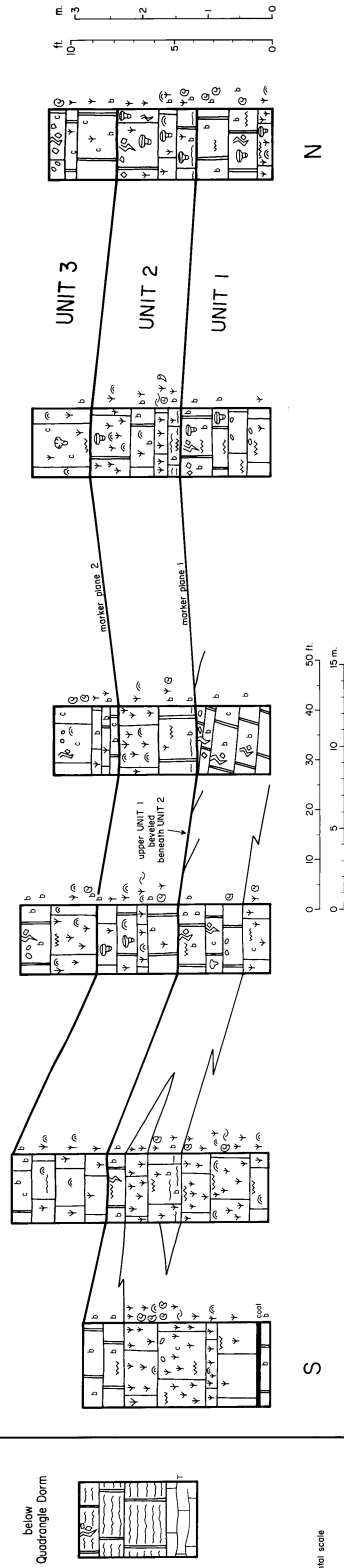 below
Quadrangle Dorm
UNIT 3
UNIT 2
UNIT 1
marker plane 2
marker plane 1
upper UNIT 1
beveled
beneath UNIT 2
coal
S
N
ft.
m.
10
5
0
3
2
1
0
0
10
20
30
40
50 ft.
0
5
10
15 m.